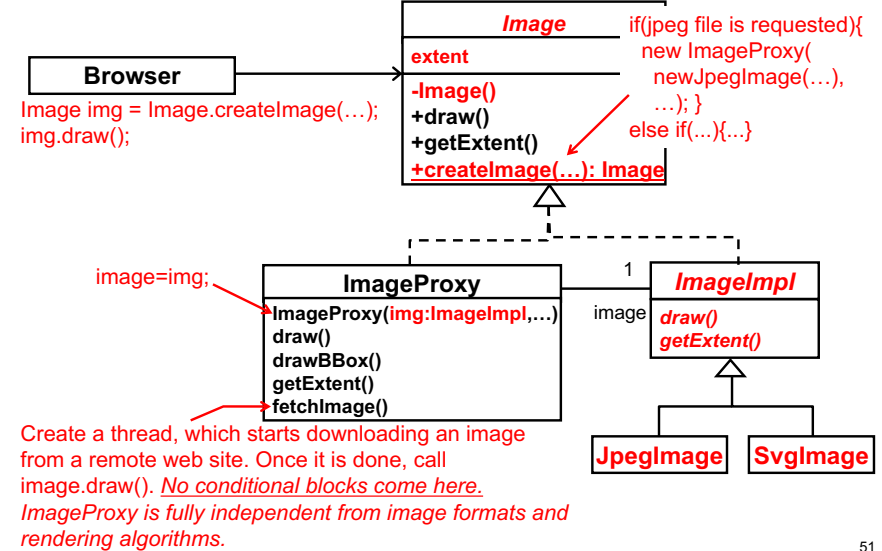 Image
extent
-Image()
+draw()
+getExtent()
+createImage(…): Image
if(jpeg file is requested){
new ImageProxy(
newJpegImage(…),
…); }
else if(...){...}
Browser
Image img = Image.createImage(…);
img.draw();
image=img;
ImageProxy
ImageProxy(img:ImageImpl,…)
draw()
drawBBox()
getExtent()
fetchImage()
1
image
ImageImpl
draw()
getExtent()
JpegImage
SvgImage
Create a thread, which starts downloading an image
from a remote web site. Once it is done, call
image.draw(). No conditional blocks come here.
ImageProxy is fully independent from image formats and
rendering algorithms.
51